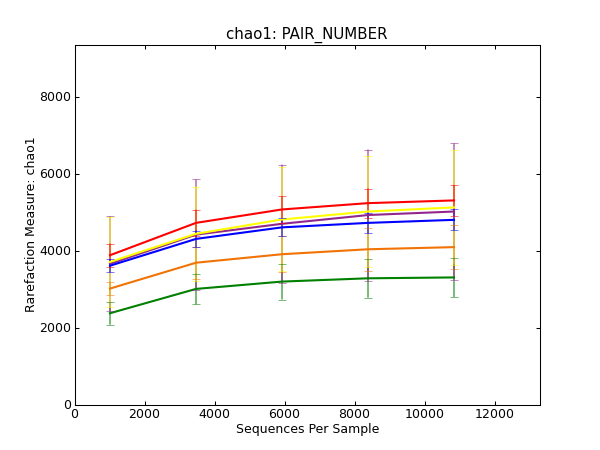 chao1: PAIR_NUMBER
Rarefaction Measure: chao1
8000
6000
4000
2000
0
0 2000 4000 6000 8000 10000 12000
Sequences Per Sample